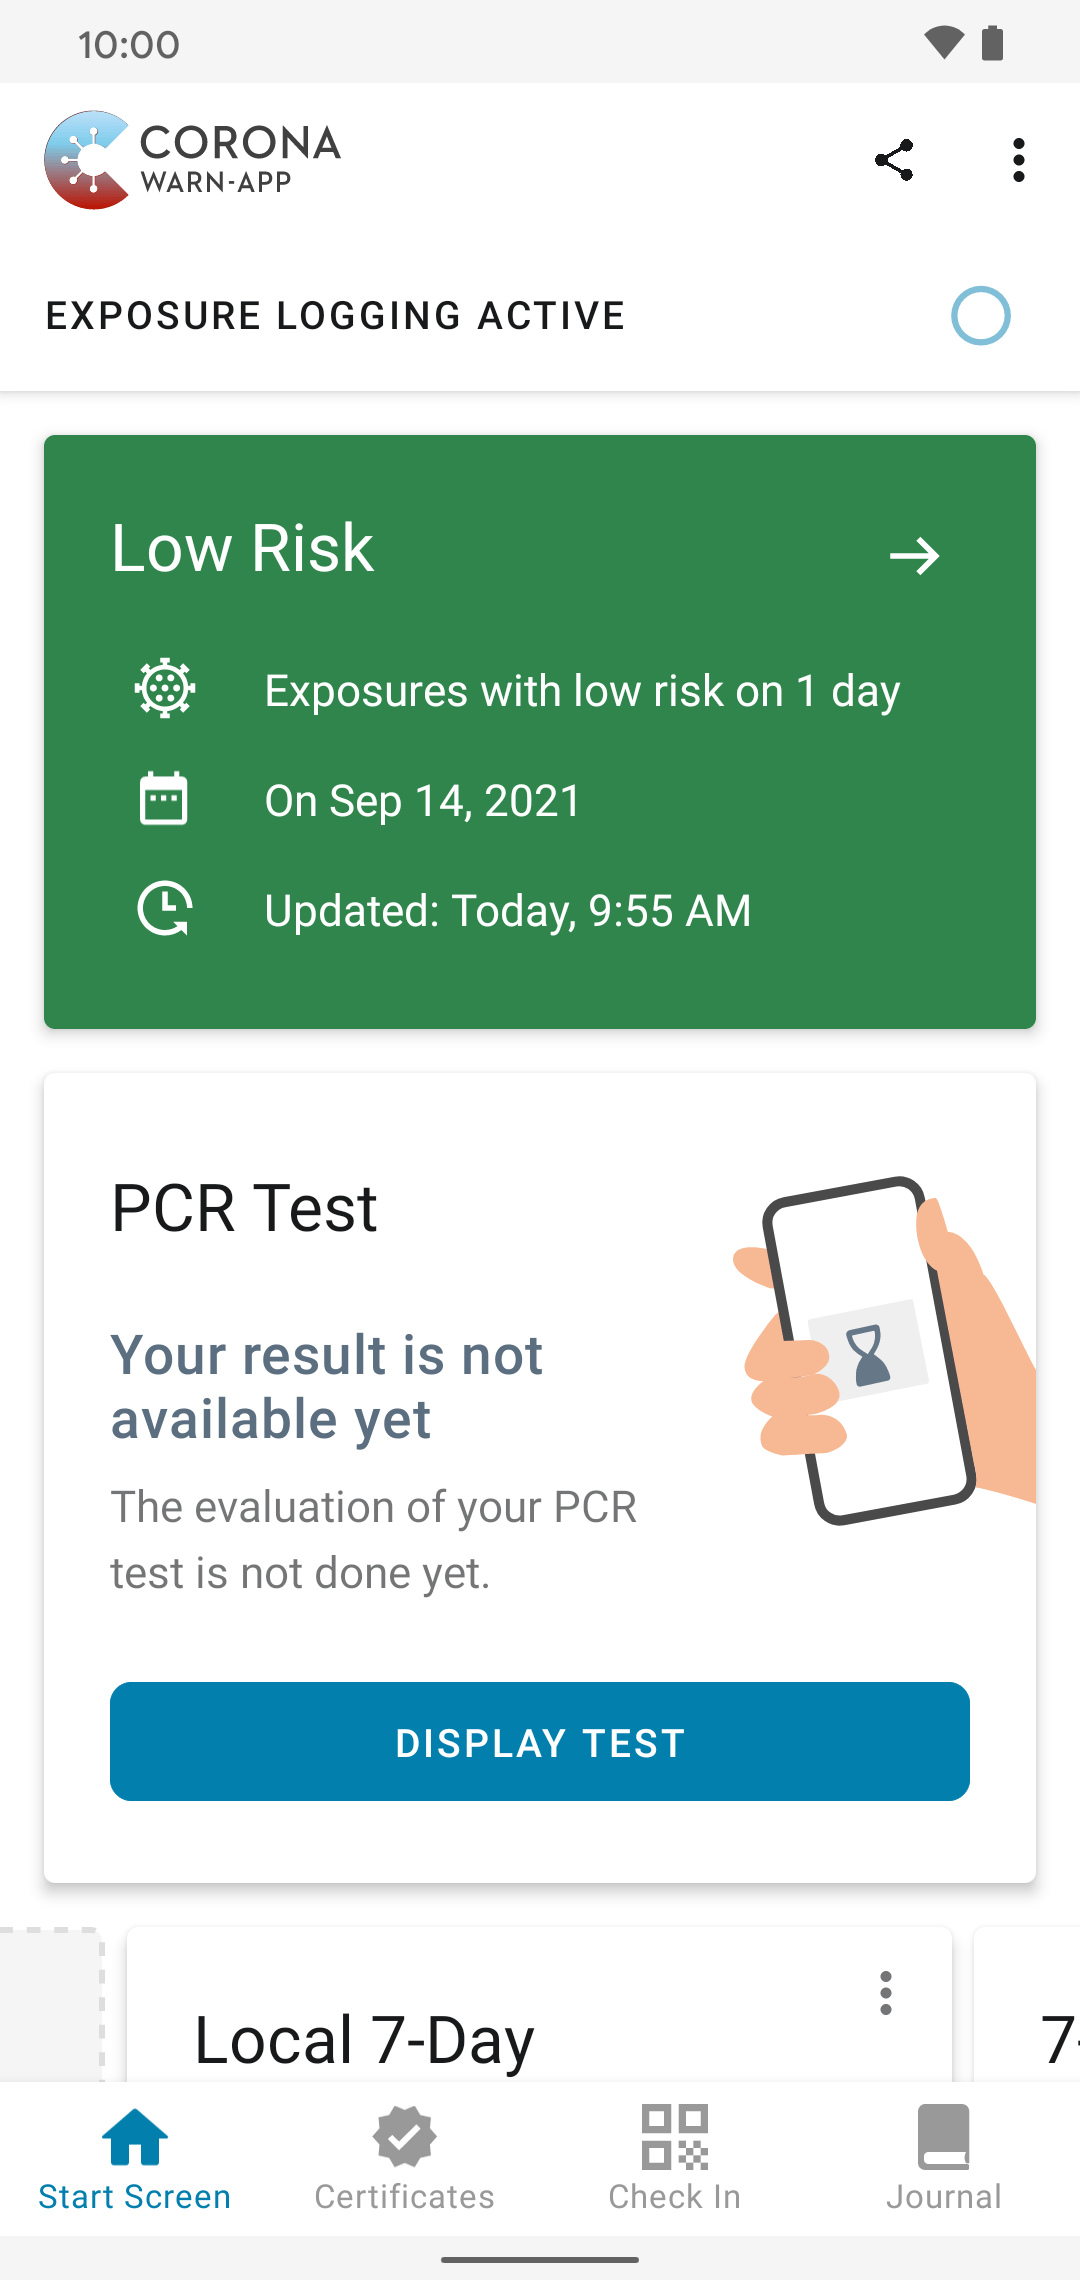 10:00
CORONA
WARN-APP
EXPOSURE LOGGING ACTIVE
Low Risk
Exposures with low risk on 1 day
On Sep 14, 2021
Updated: Today, 9:55 AM
PCR Test
Your result is not
available yet
The evaluation of your PCR
test is not done yet.
DISPLAY TEST
Local 7-Day
7-
Start Screen
Certificates
Check In
Journal